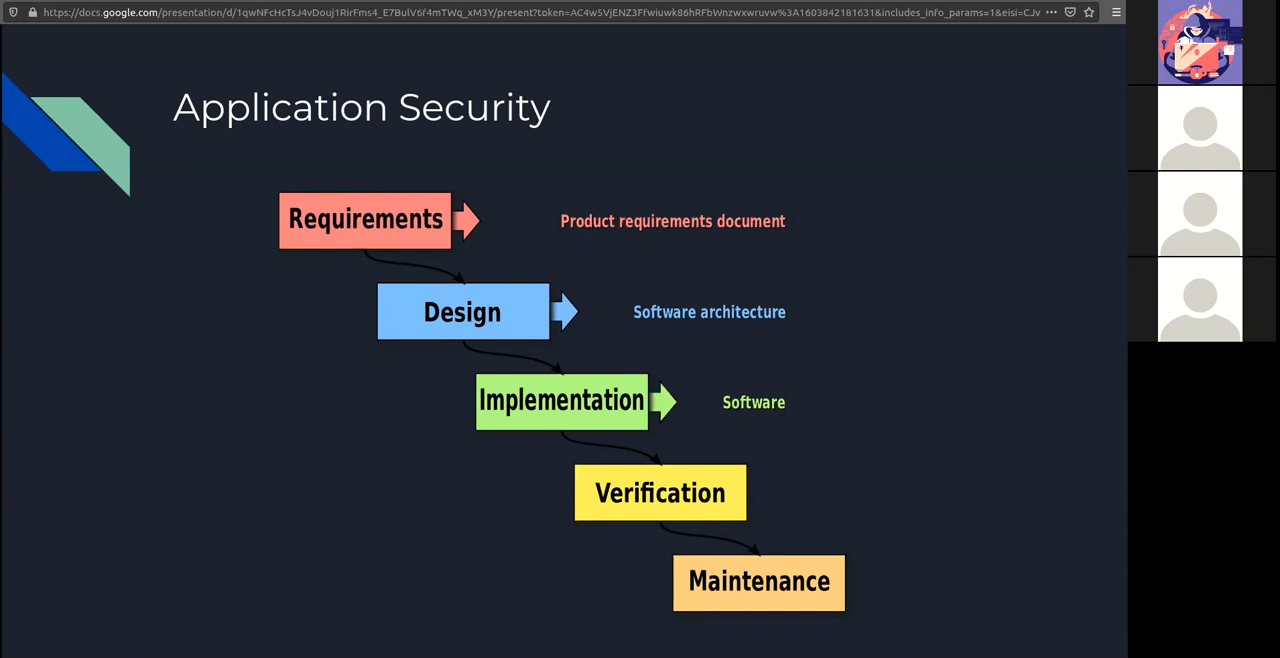 https://docs.google.com/presentation/d/1qwNFcHcTsJ4vDouj1RirFms4_E7BulV6f4mTWq_xM3Y/present?token=AC4w5VjENZ3Ffwiuwk86hRFbWnzwxwruvw%3A1603842181631&includes_info_params=1&eisi=CJv
Application Security
Requirements
Product requirements document
Design
Software architecture
Implementation
Software
Verification
Maintenance